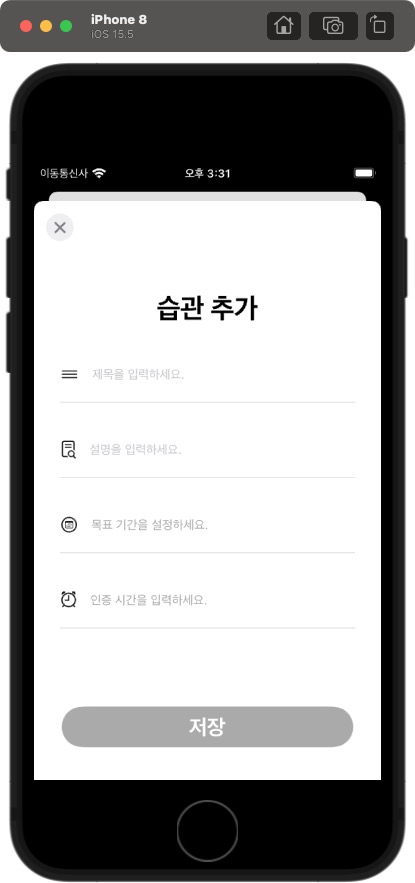 iPhone 8
iOS 15.5
이동통신사
오후 3:31
습관 추가
제목을 입력하세요.
설명을 입력하세요.
목표 기간을 설정하세요.
인증 시간을 입력하세요.
저장